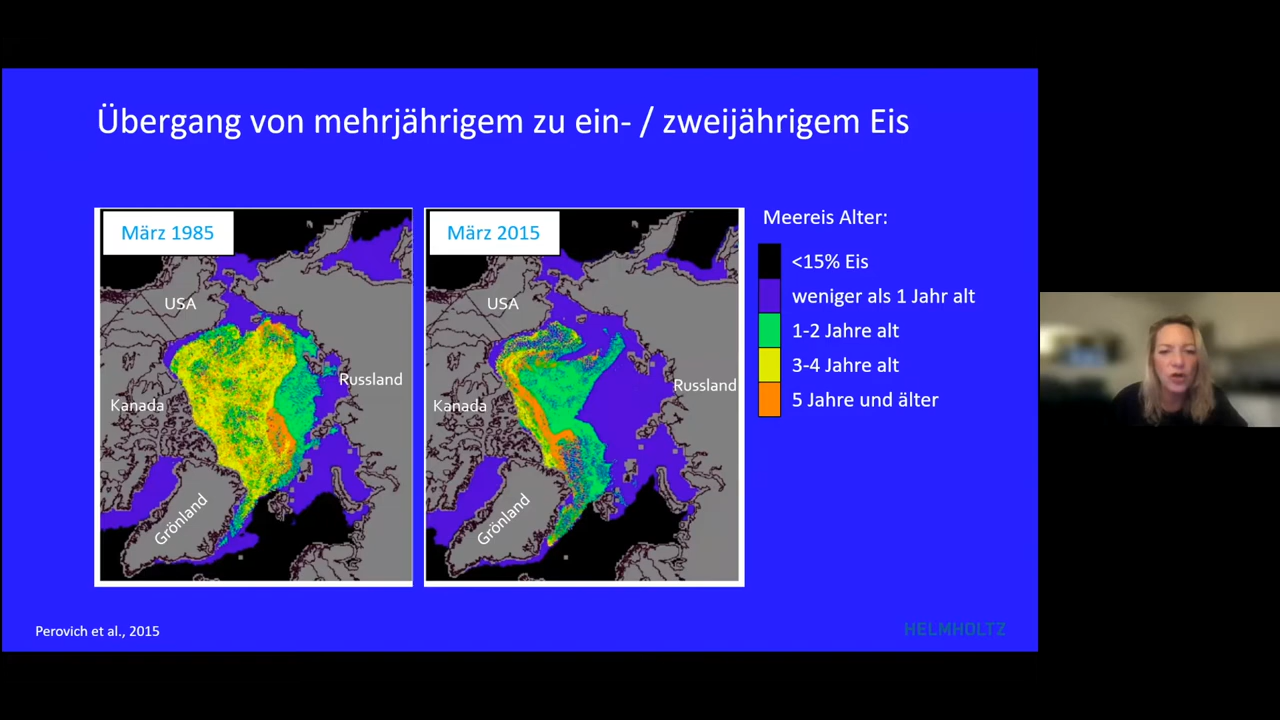 Übergang von mehrjährigem zu ein- / zweijährigem Eis
März 1985
USA
Kanada
Russland
Grönland
März 2015
USA
Kanada
Russland
Grönland
Meereis Alter:
<15% Eis
weniger als 1 Jahr alt
1-2 Jahre alt
3-4 Jahre alt
5 Jahre und älter
Perovich et al., 2015
HELMHOLTZ